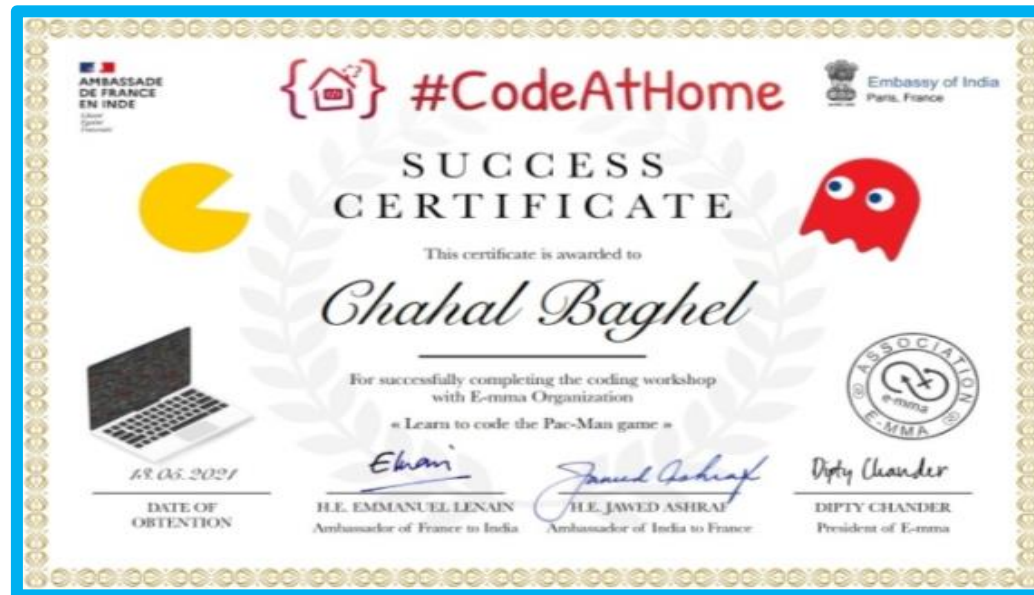 AMBASSADE
DE FRANCE
EN INDE
#CodeAtHome
Embassy of India
Paris, France
SUCCESS
CERTIFICATE
This certificate is awarded to
Chahal Baghel
For successfully completing the coding workshop
with E-mma Organization
« Learn to code the Pac-Man game »
ASSOCIATION
e-mma
E-MMA
Dipty Chander
.05.2021
DATE OF
OBTENTION
H.E. EMMANUEL LENAIN
Ambassador of France to India
H.E. JAWED ASHRAF
Ambassador of India to France
DIPTY CHANDER
President of E-mma